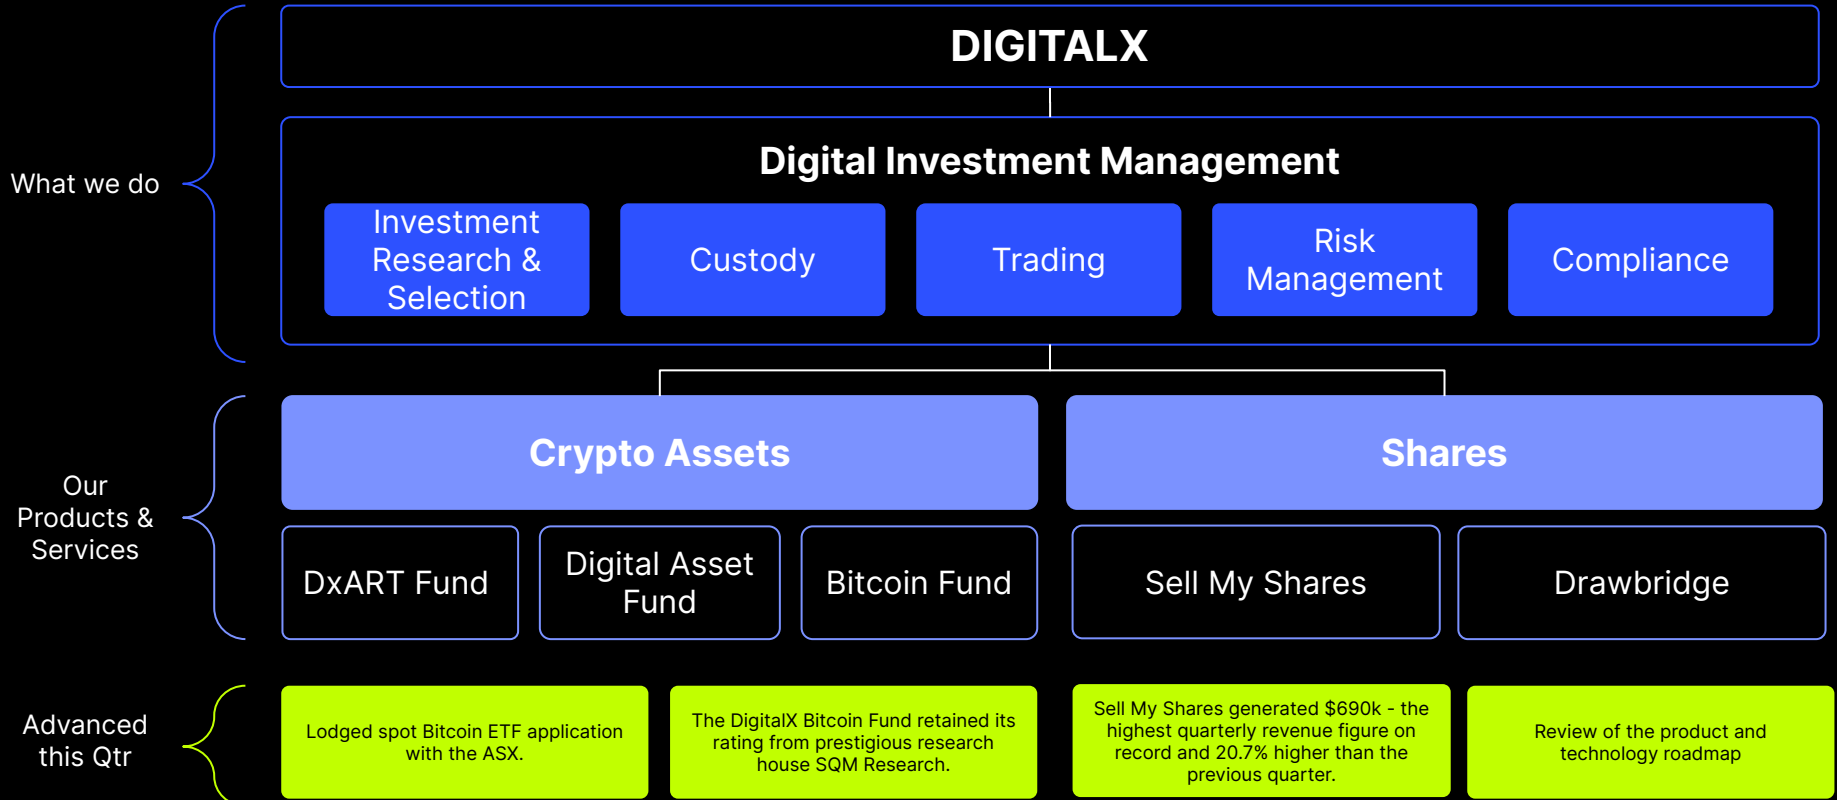 DIGITALX
What we do
Digital Investment Management
Investment
Research &
Selection
Custody
Trading
Risk
Management
Compliance
Our
Products &
Services
Crypto Assets
Shares
DxART Fund
Digital Asset
Fund
Bitcoin Fund
Sell My Shares
Drawbridge
Advanced
this Qtr
Lodged spot Bitcoin ETF application
with the ASX.
The DigitalX Bitcoin Fund retained its
rating from prestigious research
house SQM Research.
Sell My Shares generated $690k - the
highest quarterly revenue figure on
record and 20.7% higher than the
previous quarter.
Review of the product and
technology roadmap